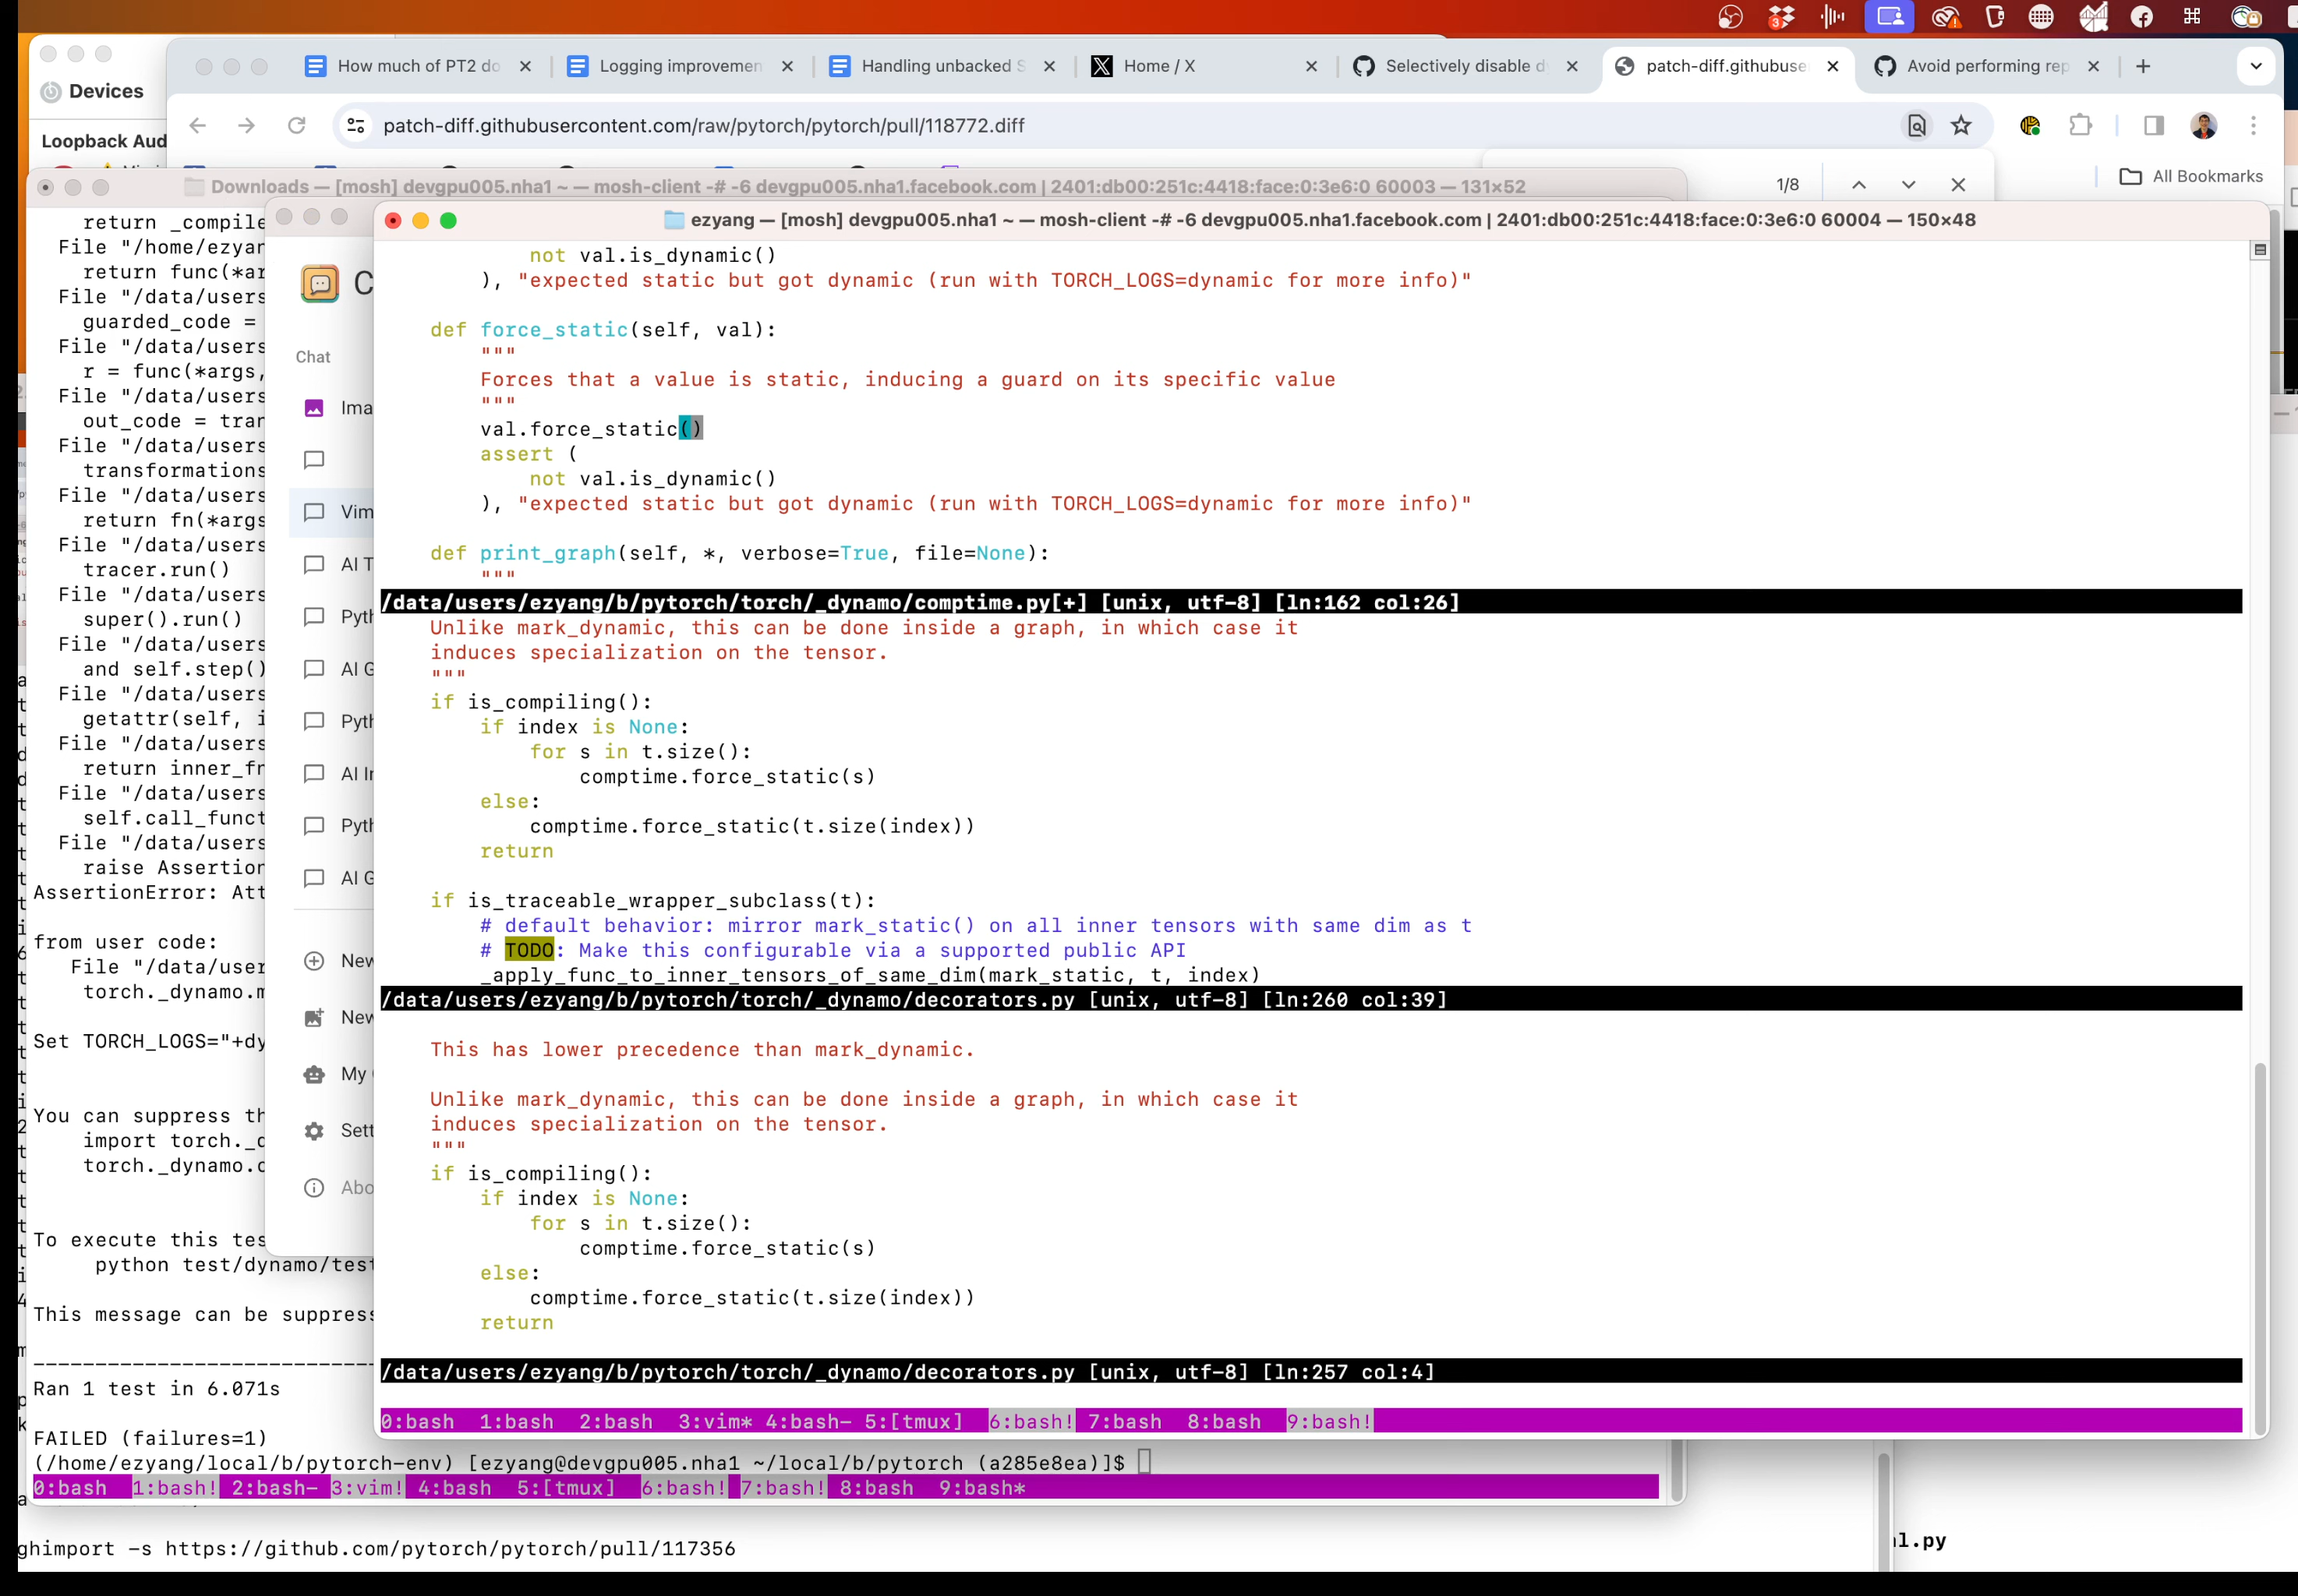 Devices
Loopback Aud
How much of PT2 do
Logging improvemen
Handling unbacked S
Home / X
Selectively disable d
patch-diff.githubuse
Avoid performing rep
patch-diff.githubusercontent.com/raw/pytorch/pytorch/pull/118772.diff
1/8
All Bookmarks
Downloads — [mosh] devgpu005.nha1 ~ — mosh-client -# -6 devgpu005.nha1.facebook.com | 2401:db00:251c:4418:face:0:3e6:0 60003 — 131×52
return _compile
File "/home/ezyan
return func(*ar
File "/data/users
guarded_code =
File "/data/users
r = func(*args,
File "/data/users
out_code = tran
File "/data/users
transformations
File "/data/users
return fn(*args
File "/data/users
tracer.run()
File "/data/users
super().run()
File "/data/users
and self.step()
File "/data/users
getattr(self, i
File "/data/users
return inner_fn
File "/data/users
self.call_funct
File "/data/users
raise Assertion
AssertionError: Att
from user code:
File "/data/user
torch._dynamo.m
Set TORCH_LOGS="+dy
You can suppress th
import torch._d
torch._dynamo.c
To execute this tes
python test/dynamo/test
This message can be suppress
Ran 1 test in 6.071s
FAILED (failures=1)
(/home/ezyang/local/b/pytorch-env) [ezyang@devgpu005.nha1 ~/local/b/pytorch (a285e8ea)]$
0:bash 1:bash! 2:bash- 3:vim! 4:bash 5:[tmux] 6:bash! 7:bash! 8:bash 9:bash*
ghimport -s https://github.com/pytorch/pytorch/pull/117356
l.py
C
Chat
Ima
Vim
AI T
Pyth
AI G
Pyth
AI In
Pyth
AI G
New
New
My
Sett
Abo
ezyang — [mosh] devgpu005.nha1 ~ — mosh-client -# -6 devgpu005.nha1.facebook.com | 2401:db00:251c:4418:face:0:3e6:0 60004 — 150×48
not val.is_dynamic()
), "expected static but got dynamic (run with TORCH_LOGS=dynamic for more info)"
def force_static(self, val):
"""
Forces that a value is static, inducing a guard on its specific value
"""
val.force_static()
assert (
not val.is_dynamic()
), "expected static but got dynamic (run with TORCH_LOGS=dynamic for more info)"
def print_graph(self, *, verbose=True, file=None):
"""
/data/users/ezyang/b/pytorch/torch/_dynamo/comptime.py[+] [unix, utf-8] [ln:162 col:26]
Unlike mark_dynamic, this can be done inside a graph, in which case it
induces specialization on the tensor.
"""
if is_compiling():
if index is None:
for s in t.size():
comptime.force_static(s)
else:
comptime.force_static(t.size(index))
return
if is_traceable_wrapper_subclass(t):
# default behavior: mirror mark_static() on all inner tensors with same dim as t
# TODO: Make this configurable via a supported public API
_apply_func_to_inner_tensors_of_same_dim(mark_static, t, index)
/data/users/ezyang/b/pytorch/torch/_dynamo/decorators.py [unix, utf-8] [ln:260 col:39]
This has lower precedence than mark_dynamic.
Unlike mark_dynamic, this can be done inside a graph, in which case it
induces specialization on the tensor.
"""
if is_compiling():
if index is None:
for s in t.size():
comptime.force_static(s)
else:
comptime.force_static(t.size(index))
return
/data/users/ezyang/b/pytorch/torch/_dynamo/decorators.py [unix, utf-8] [ln:257 col:4]
0:bash 1:bash 2:bash 3:vim* 4:bash- 5:[tmux] 6:bash! 7:bash 8:bash 9:bash!